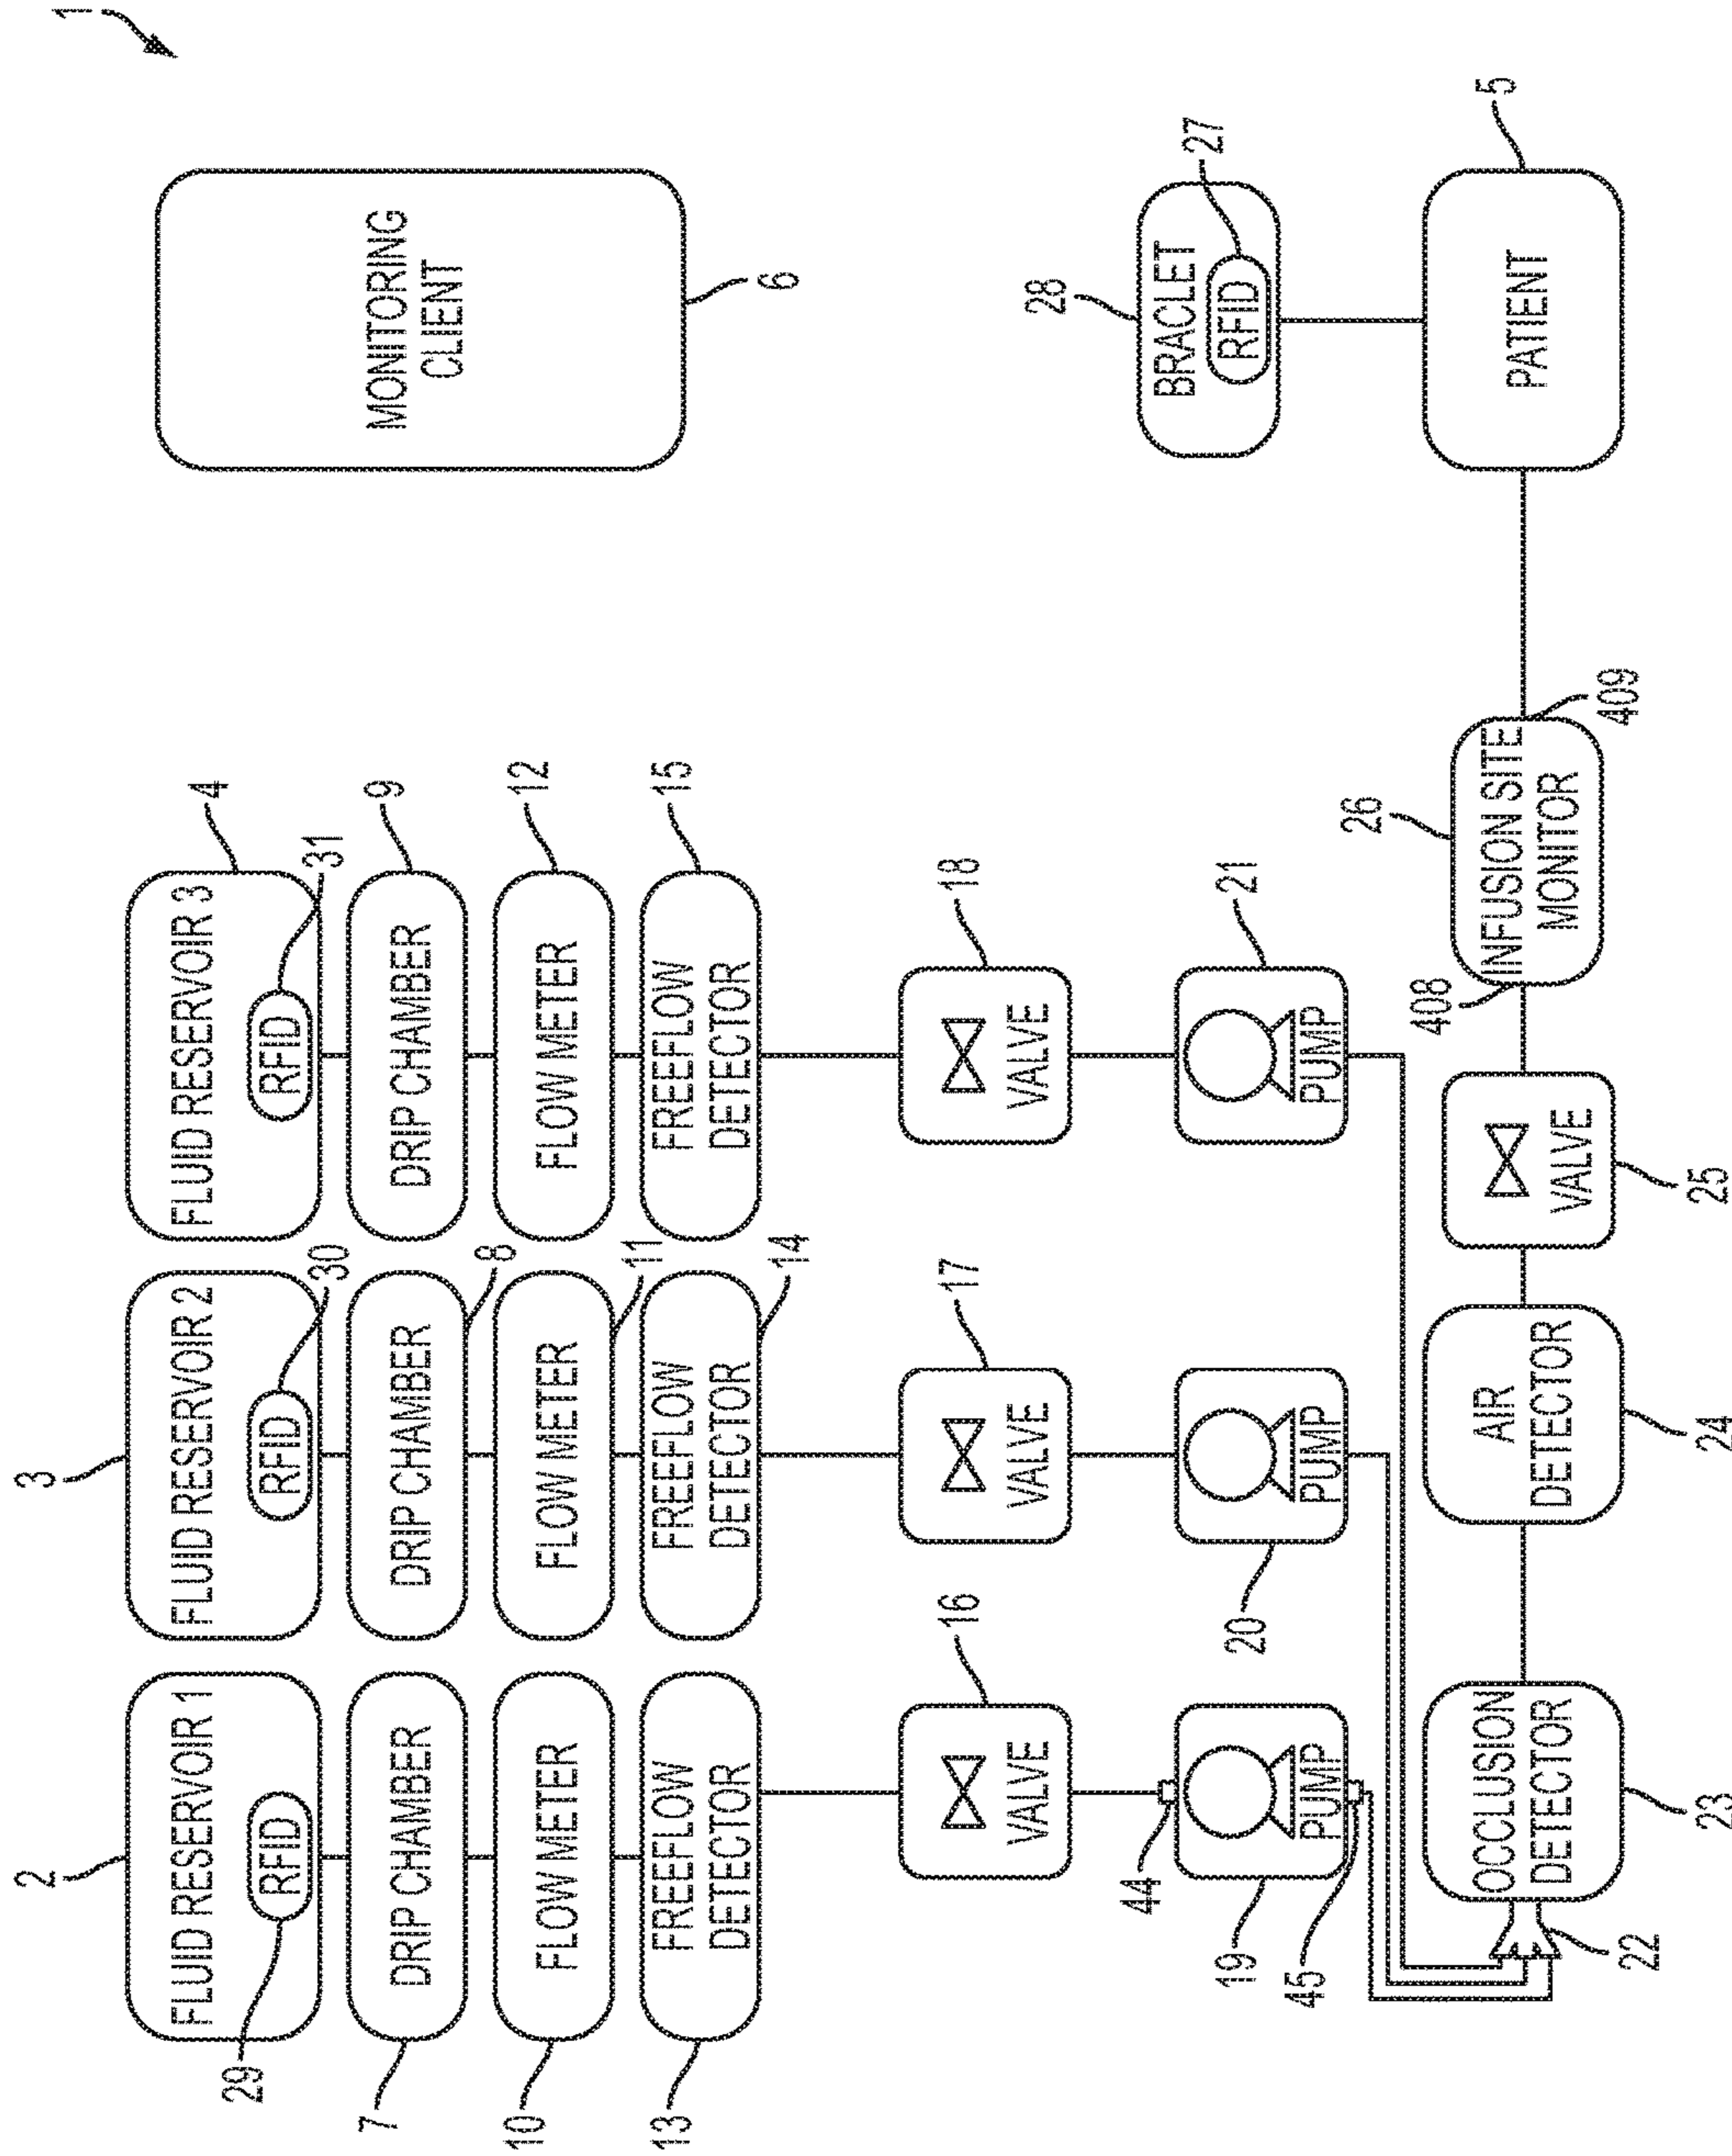 1
2
FLUID RESERVOIR 1
RFID
29
3
FLUID RESERVOIR 2
RFID
30
4
FLUID RESERVOIR 3
RFID
31
MONITORING
CLIENT
6
DRIP CHAMBER
7
DRIP CHAMBER
8
DRIP CHAMBER
9
FLOW METER
10
FLOW METER
11
FLOW METER
12
FREEFLOW
DETECTOR
13
FREEFLOW
DETECTOR
14
FREEFLOW
DETECTOR
15
16
VALVE
17
VALVE
18
VALVE
44
PUMP
19
45
PUMP
20
PUMP
21
28
BRACLET
RFID
27
22
OCCLUSION
DETECTOR
23
AIR
DETECTOR
24
VALVE
25
26
408
INFUSION SITE
MONITOR
409
PATIENT
5